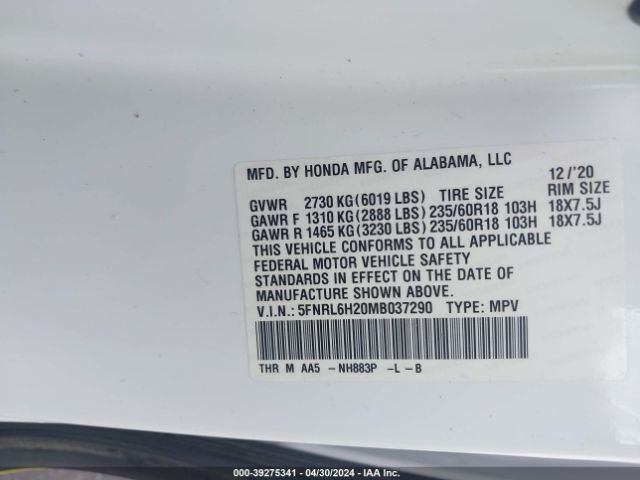 MFD. BY HONDA MFG. OF ALABAMA, LLC 12/'20
GVWR 2730 KG(6019 LBS) TIRE SIZE RIM SIZE
GAWR F 1310 KG(2888 LBS)235/60R18 103H 18X7.5J
GAWR R 1465 KG(3230 LBS)235/60R18 103H 18X7.5J
THIS VEHICLE CONFORMS TO ALL APPLICABLE
FEDERAL MOTOR VEHICLE SAFETY
STANDARDS IN EFFECT ON THE DATE OF
MANUFACTURE SHOWN ABOVE.
V.I.N.: 5FNRL6H20MB037290 TYPE: MPV
THR M AA5 -NH883P -L -B
000-39275341 - 04/30/2024 - IAA Inc.